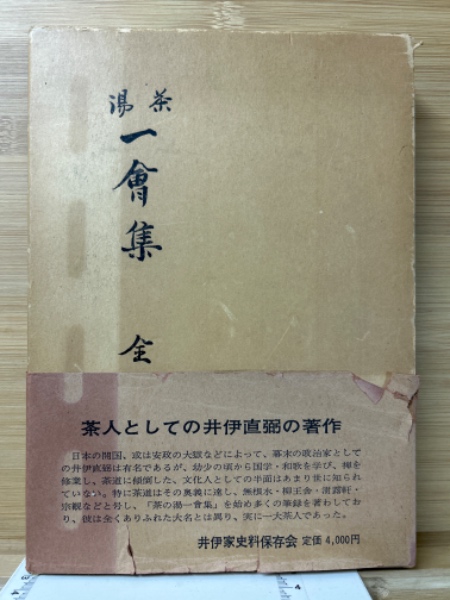 茶湯
一會集 全
茶人としての井伊直弼の著作
日本の開国、或は安政の大獄などによって、幕末の政治家として
の井伊直弼は有名であるが、幼少の頃から国学・和歌を学び、禅を
修業し、茶道に傾倒した、文化人としての半面はあまり世に知られ
ていない。特に茶道はその奥義に達し、無根水・柳王舎・澍露軒・
宗観などと号し、「茶の湯一會集」を始め多くの筆録を著わしてお
り、彼は全くありふれた大名とは異り、実に一大茶人であった。
井伊家史料保存会 定価 4,000円